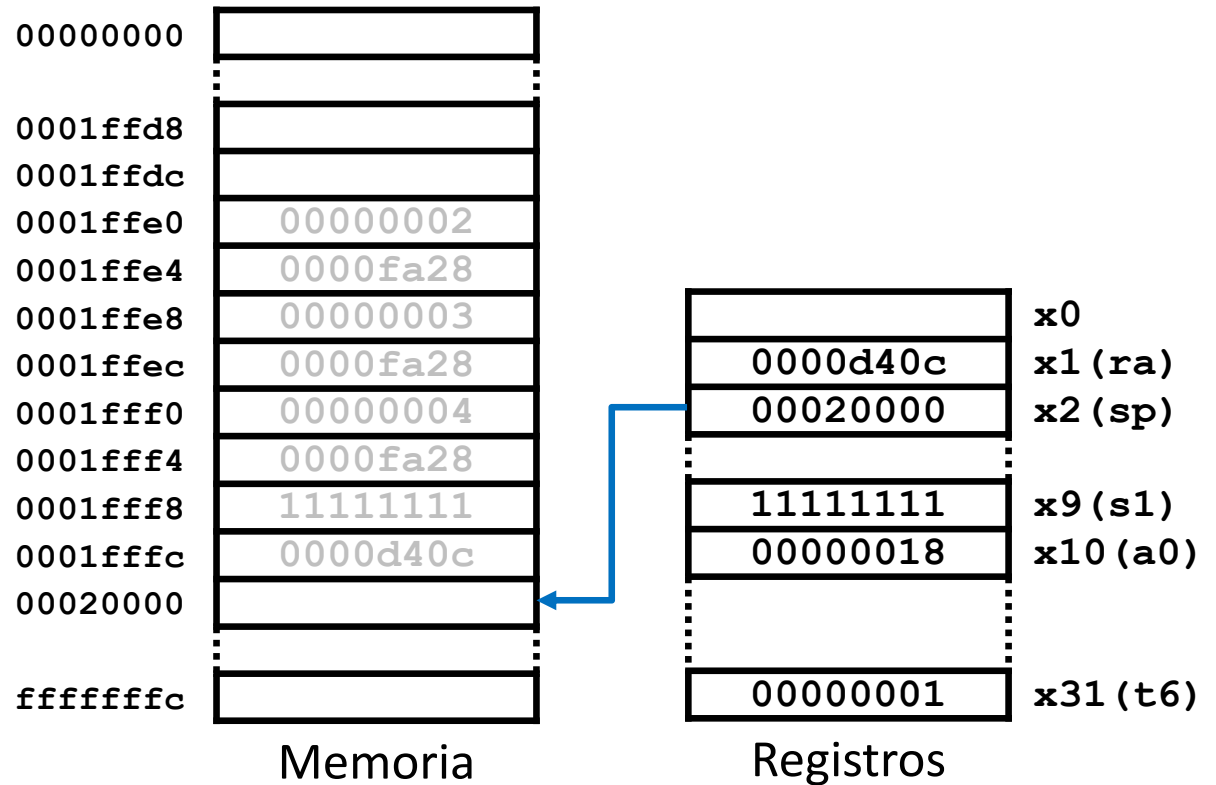 00000000
0001ffd8
0001ffdc
0001ffe0 00000002
0001ffe4 0000fa28
0001ffe8 00000003
0001ffec 0000fa28
0001fff0 00000004
0001fff4 0000fa28
0001fff8 11111111
0001fffc 0000d40c
00020000
fffffffc
Memoria
x0
0000d40c x1(ra)
00020000 x2(sp)
11111111 x9(s1)
00000018 x10(a0)
00000001 x31(t6)
Registros